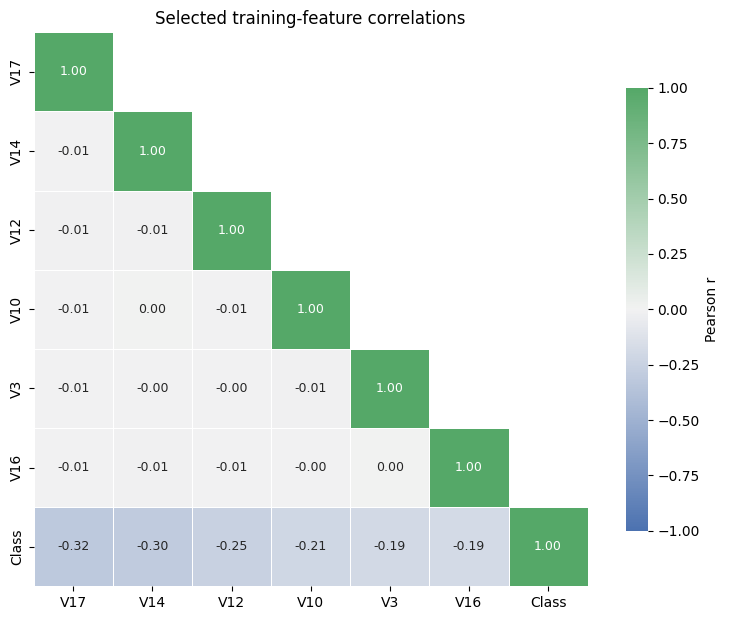 Selected training-feature correlations
V17 1.00
V14 -0.01 1.00
V12 -0.01 -0.01 1.00
V10 -0.01 0.00 -0.01 1.00
V3 -0.01 -0.00 -0.00 -0.01 1.00
V16 -0.01 -0.01 -0.01 -0.00 0.00 1.00
Class -0.32 -0.30 -0.25 -0.21 -0.19 -0.19 1.00
V17 V14 V12 V10 V3 V16 Class
1.00
0.75
0.50
0.25
0.00
−0.25
−0.50
−0.75
−1.00
Pearson r